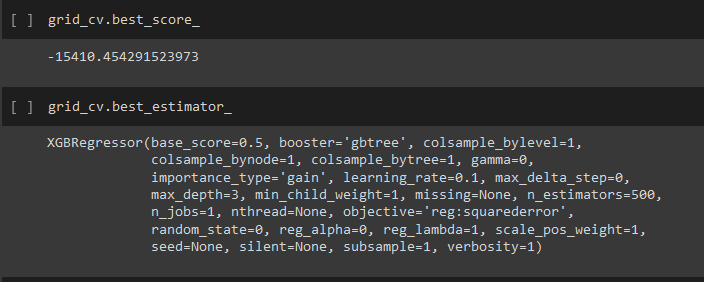 [ ] grid_cv.best_score_
-15410.454291523973
[ ] grid_cv.best_estimator_
XGBRegressor(base_score=0.5, booster='gbtree', colsample_bylevel=1,
colsample_bynode=1, colsample_bytree=1, gamma=0,
importance_type='gain', learning_rate=0.1, max_delta_step=0,
max_depth=3, min_child_weight=1, missing=None, n_estimators=500,
n_jobs=1, nthread=None, objective='reg:squarederror',
random_state=0, reg_alpha=0, reg_lambda=1, scale_pos_weight=1,
seed=None, silent=None, subsample=1, verbosity=1)